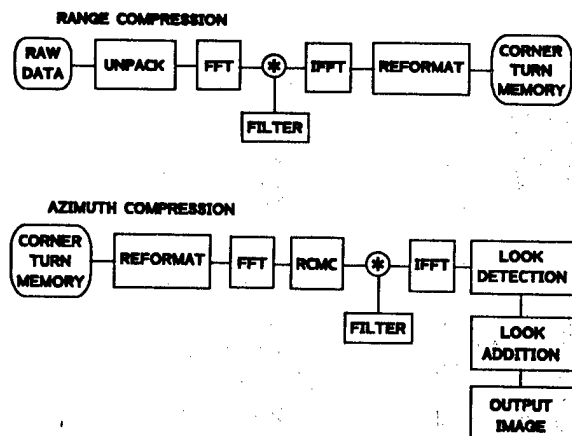 RANGE COMPRESSION
RAW
DATA
UNPACK
FFT
*
IFFT
REFORMAT
CORNER
TURN
MEMORY
FILTER
AZIMUTH COMPRESSION
CORNER
TURN
MEMORY
REFORMAT
FFT
RCMC
*
IFFT
LOOK
DETECTION
FILTER
LOOK
ADDITION
OUTPUT
IMAGE